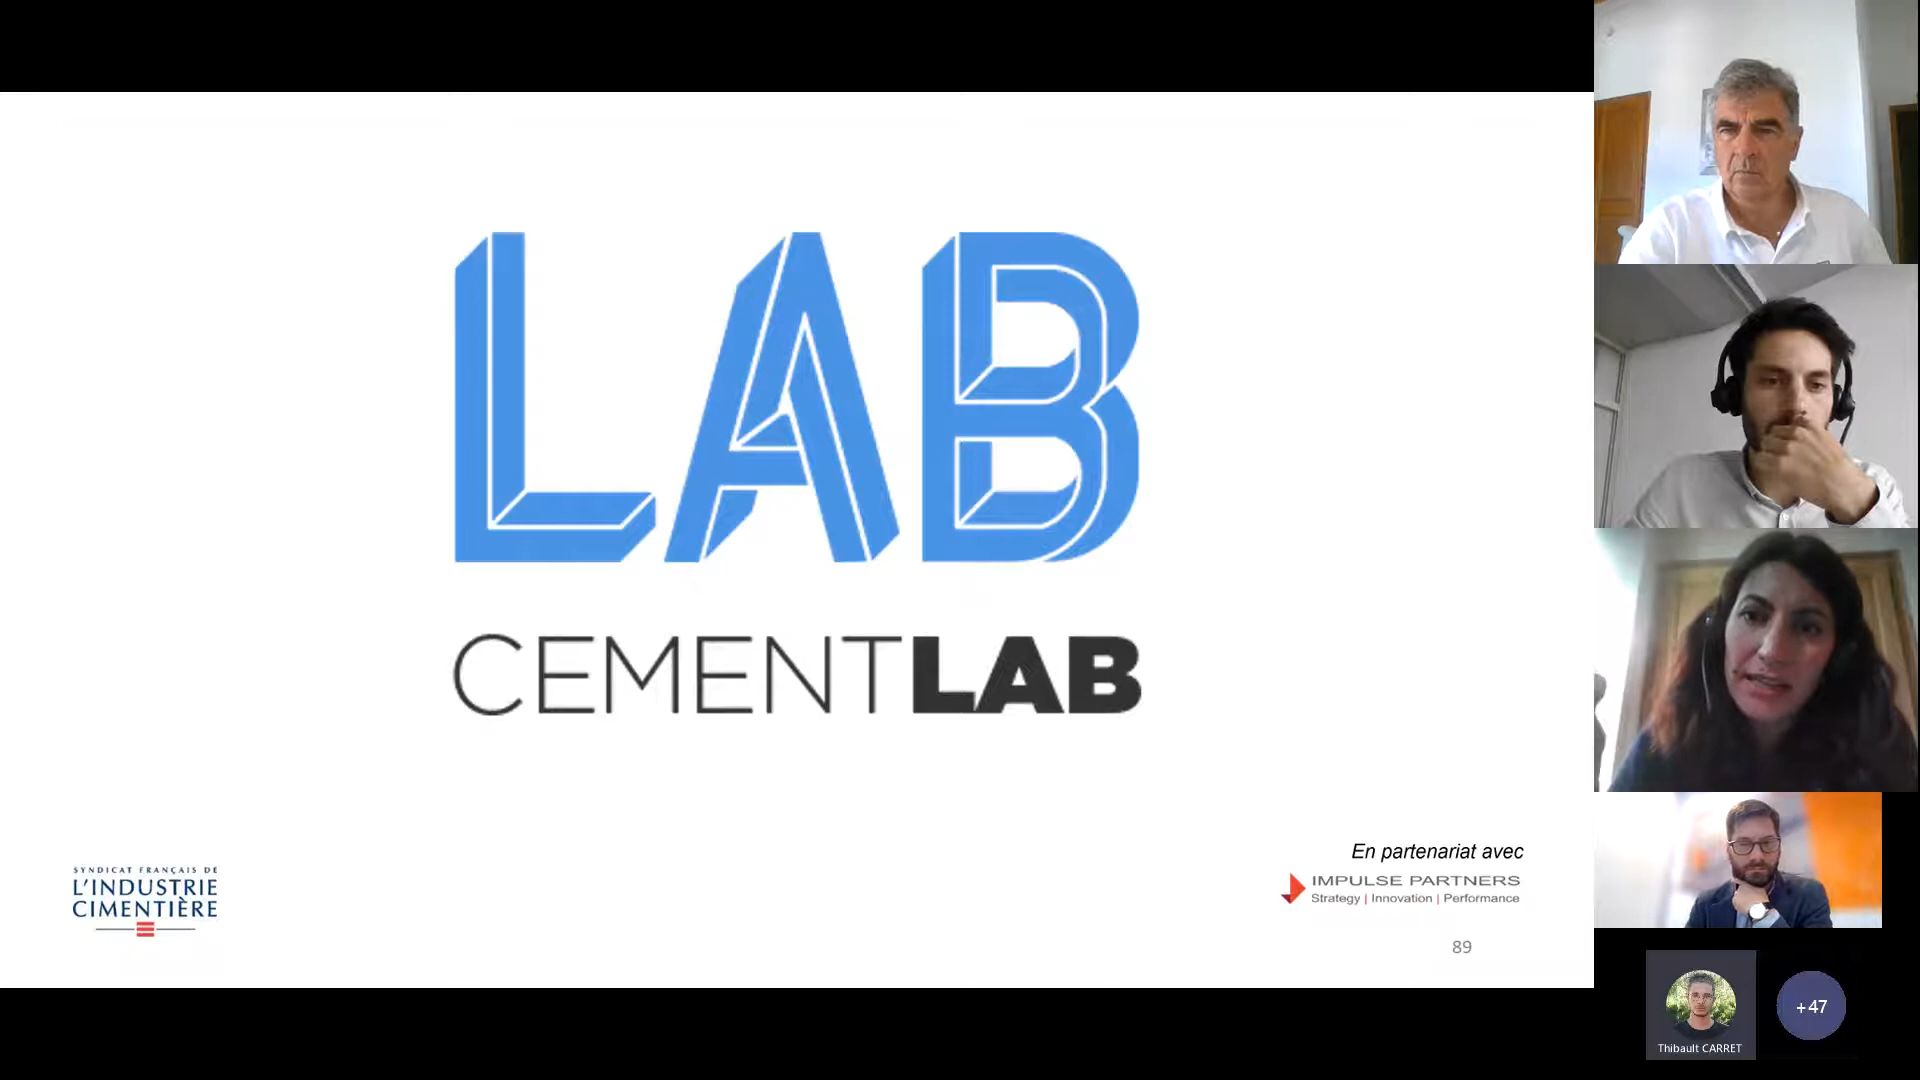 LAB
CEMENTLAB
SYNDICAT FRANÇAIS DE
L'INDUSTRIE
CIMENTIÈRE
En partenariat avec
IMPULSE PARTNERS
Strategy | Innovation | Performance
89
Thibault CARRET
+47